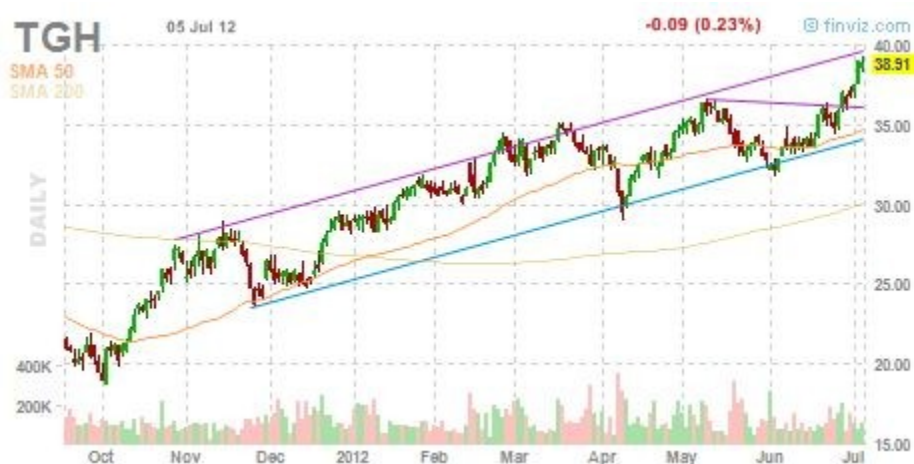 TGH
05 Jul 12
-0.09 (0.23%)
finviz.com
SMA 50
SMA 200
DAILY
40.00
38.91
35.00
30.00
25.00
20.00
15.00
400K
200K
Oct Nov Dec 2012 Feb Mar Apr May Jun Jul